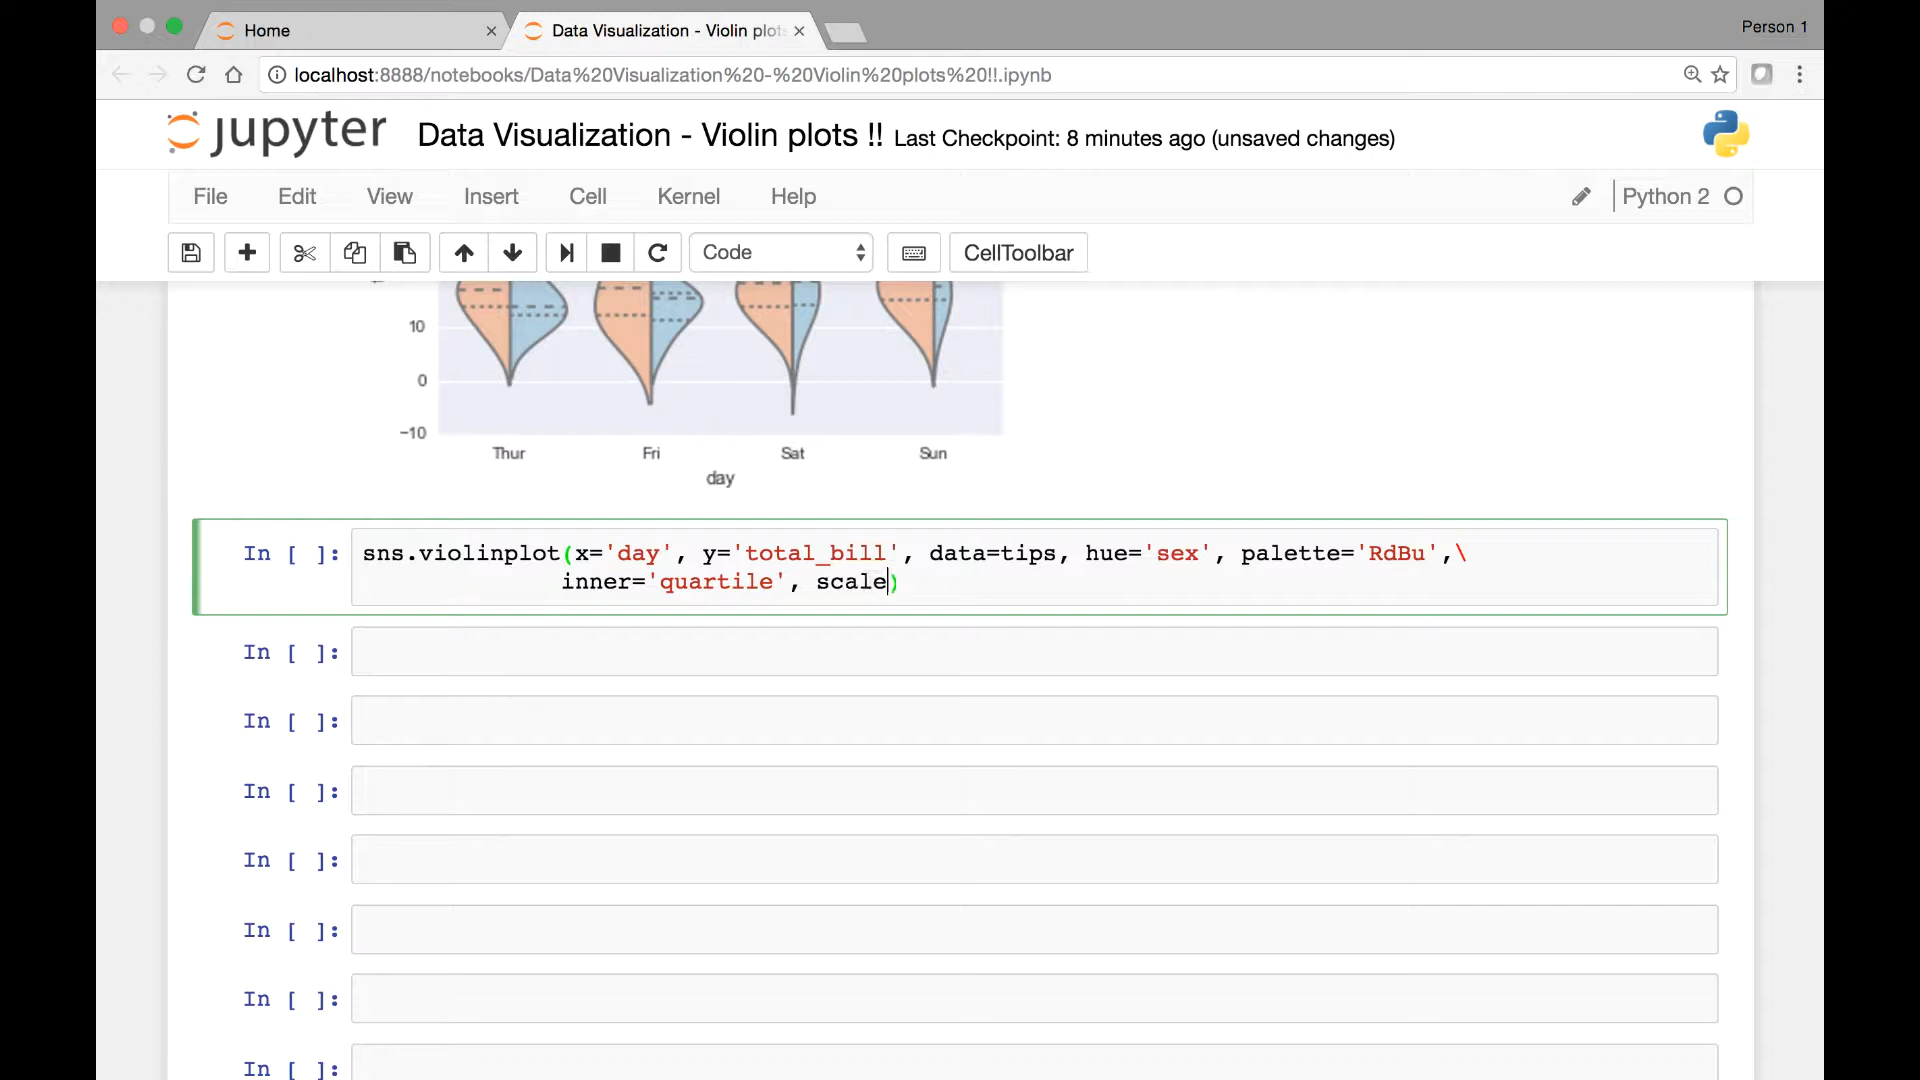 Home
Data Visualization - Violin plot
Person 1
localhost:8888/notebooks/Data%20Visualization%20-%20Violin%20plots%20!!.ipynb
jupyter
Data Visualization - Violin plots !! Last Checkpoint: 8 minutes ago (unsaved changes)
File Edit View Insert Cell Kernel Help
Python 2
Code
CellToolbar
10
0
−10
Thur Fri Sat Sun
day
In [ ]: sns.violinplot(x='day', y='total_bill', data=tips, hue='sex', palette='RdBu',\
inner='quartile', scale)
In [ ]:
In [ ]:
In [ ]:
In [ ]:
In [ ]:
In [ ]:
In [ ]: